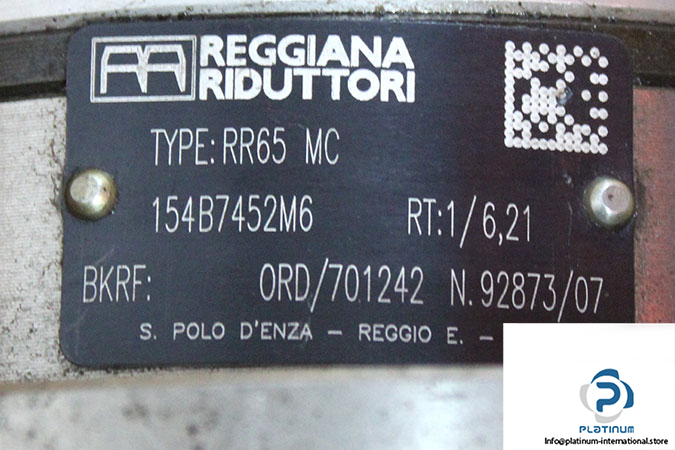 REGGIANA
RIDUTTORI
TYPE: RR65 MC
154B7452M6 RT:1/6,21
BKRF: ORD/701242 N.92873/07
S. POLO D'ENZA — REGGIO E. —
PLATINUM
Info@platinum-international.store